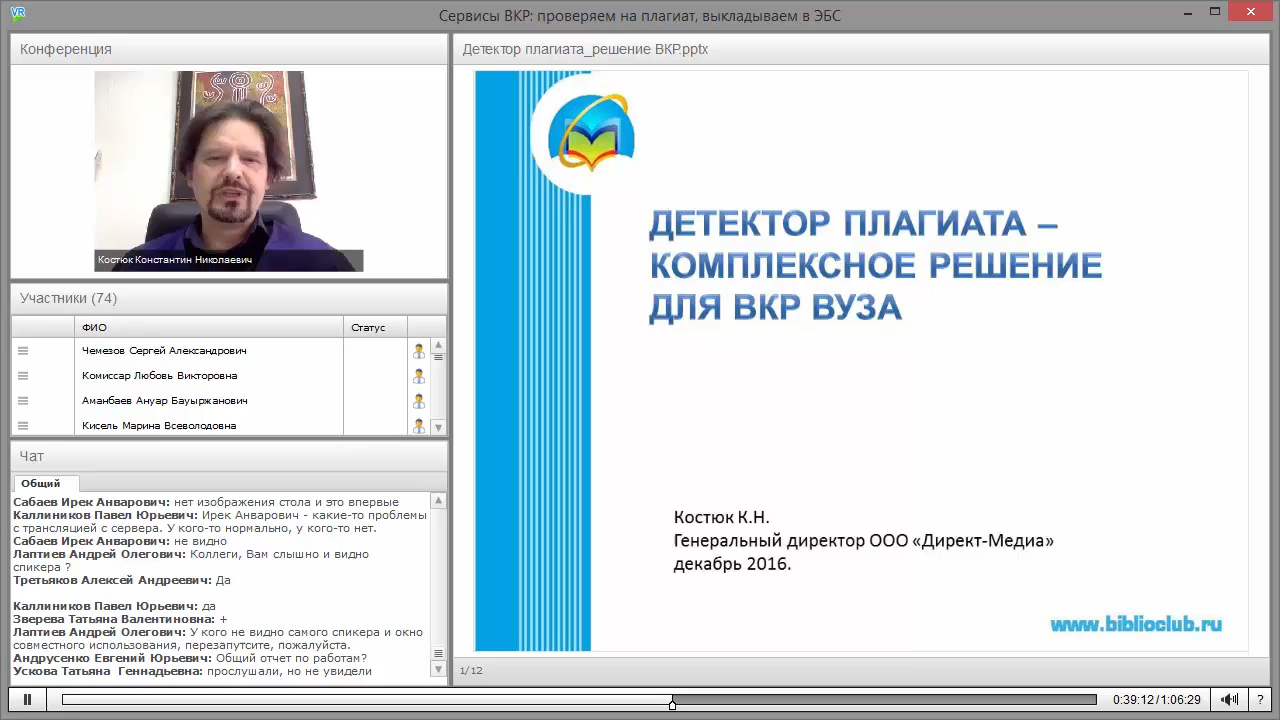 VR
Сервисы ВКР: проверяем на плагиат, выкладываем в ЭБС
Конференция
Костюк Константин Николаевич
Участники (74)
ФИО
Статус
Чемезов Сергей Александрович
Комиссар Любовь Викторовна
Аманбаев Ануар Бауыржанович
Кисель Марина Всеволодовна
Чат
Общий
Сабаев Ирек Анварович: нет изображения стола и это впервые
Каллиников Павел Юрьевич: Ирек Анварович - какие-то проблемы
с трансляцией с сервера. У кого-то нормально, у кого-то нет.
Сабаев Ирек Анварович: не видно
Лаптиев Андрей Олегович: Коллеги, Вам слышно и видно
спикера ?
Третьяков Алексей Андреевич: Да
Каллиников Павел Юрьевич: да
Зверева Татьяна Валентиновна: +
Лаптиев Андрей Олегович: У кого не видно самого спикера и окно
совместного использования, перезапустите, пожалуйста.
Андрусенко Евгений Юрьевич: Общий отчет по работам?
Ускова Татьяна  Геннадьевна: прослушали, но не увидели
Детектор плагиата_решение ВКР.pptx
ДЕТЕКТОР ПЛАГИАТА –
КОМПЛЕКСНОЕ РЕШЕНИЕ
ДЛЯ ВКР ВУЗА
Костюк К.Н.
Генеральный директор ООО «Директ-Медиа»
декабрь 2016.
www.biblioclub.ru
1/12
0:39:12/1:06:29
?